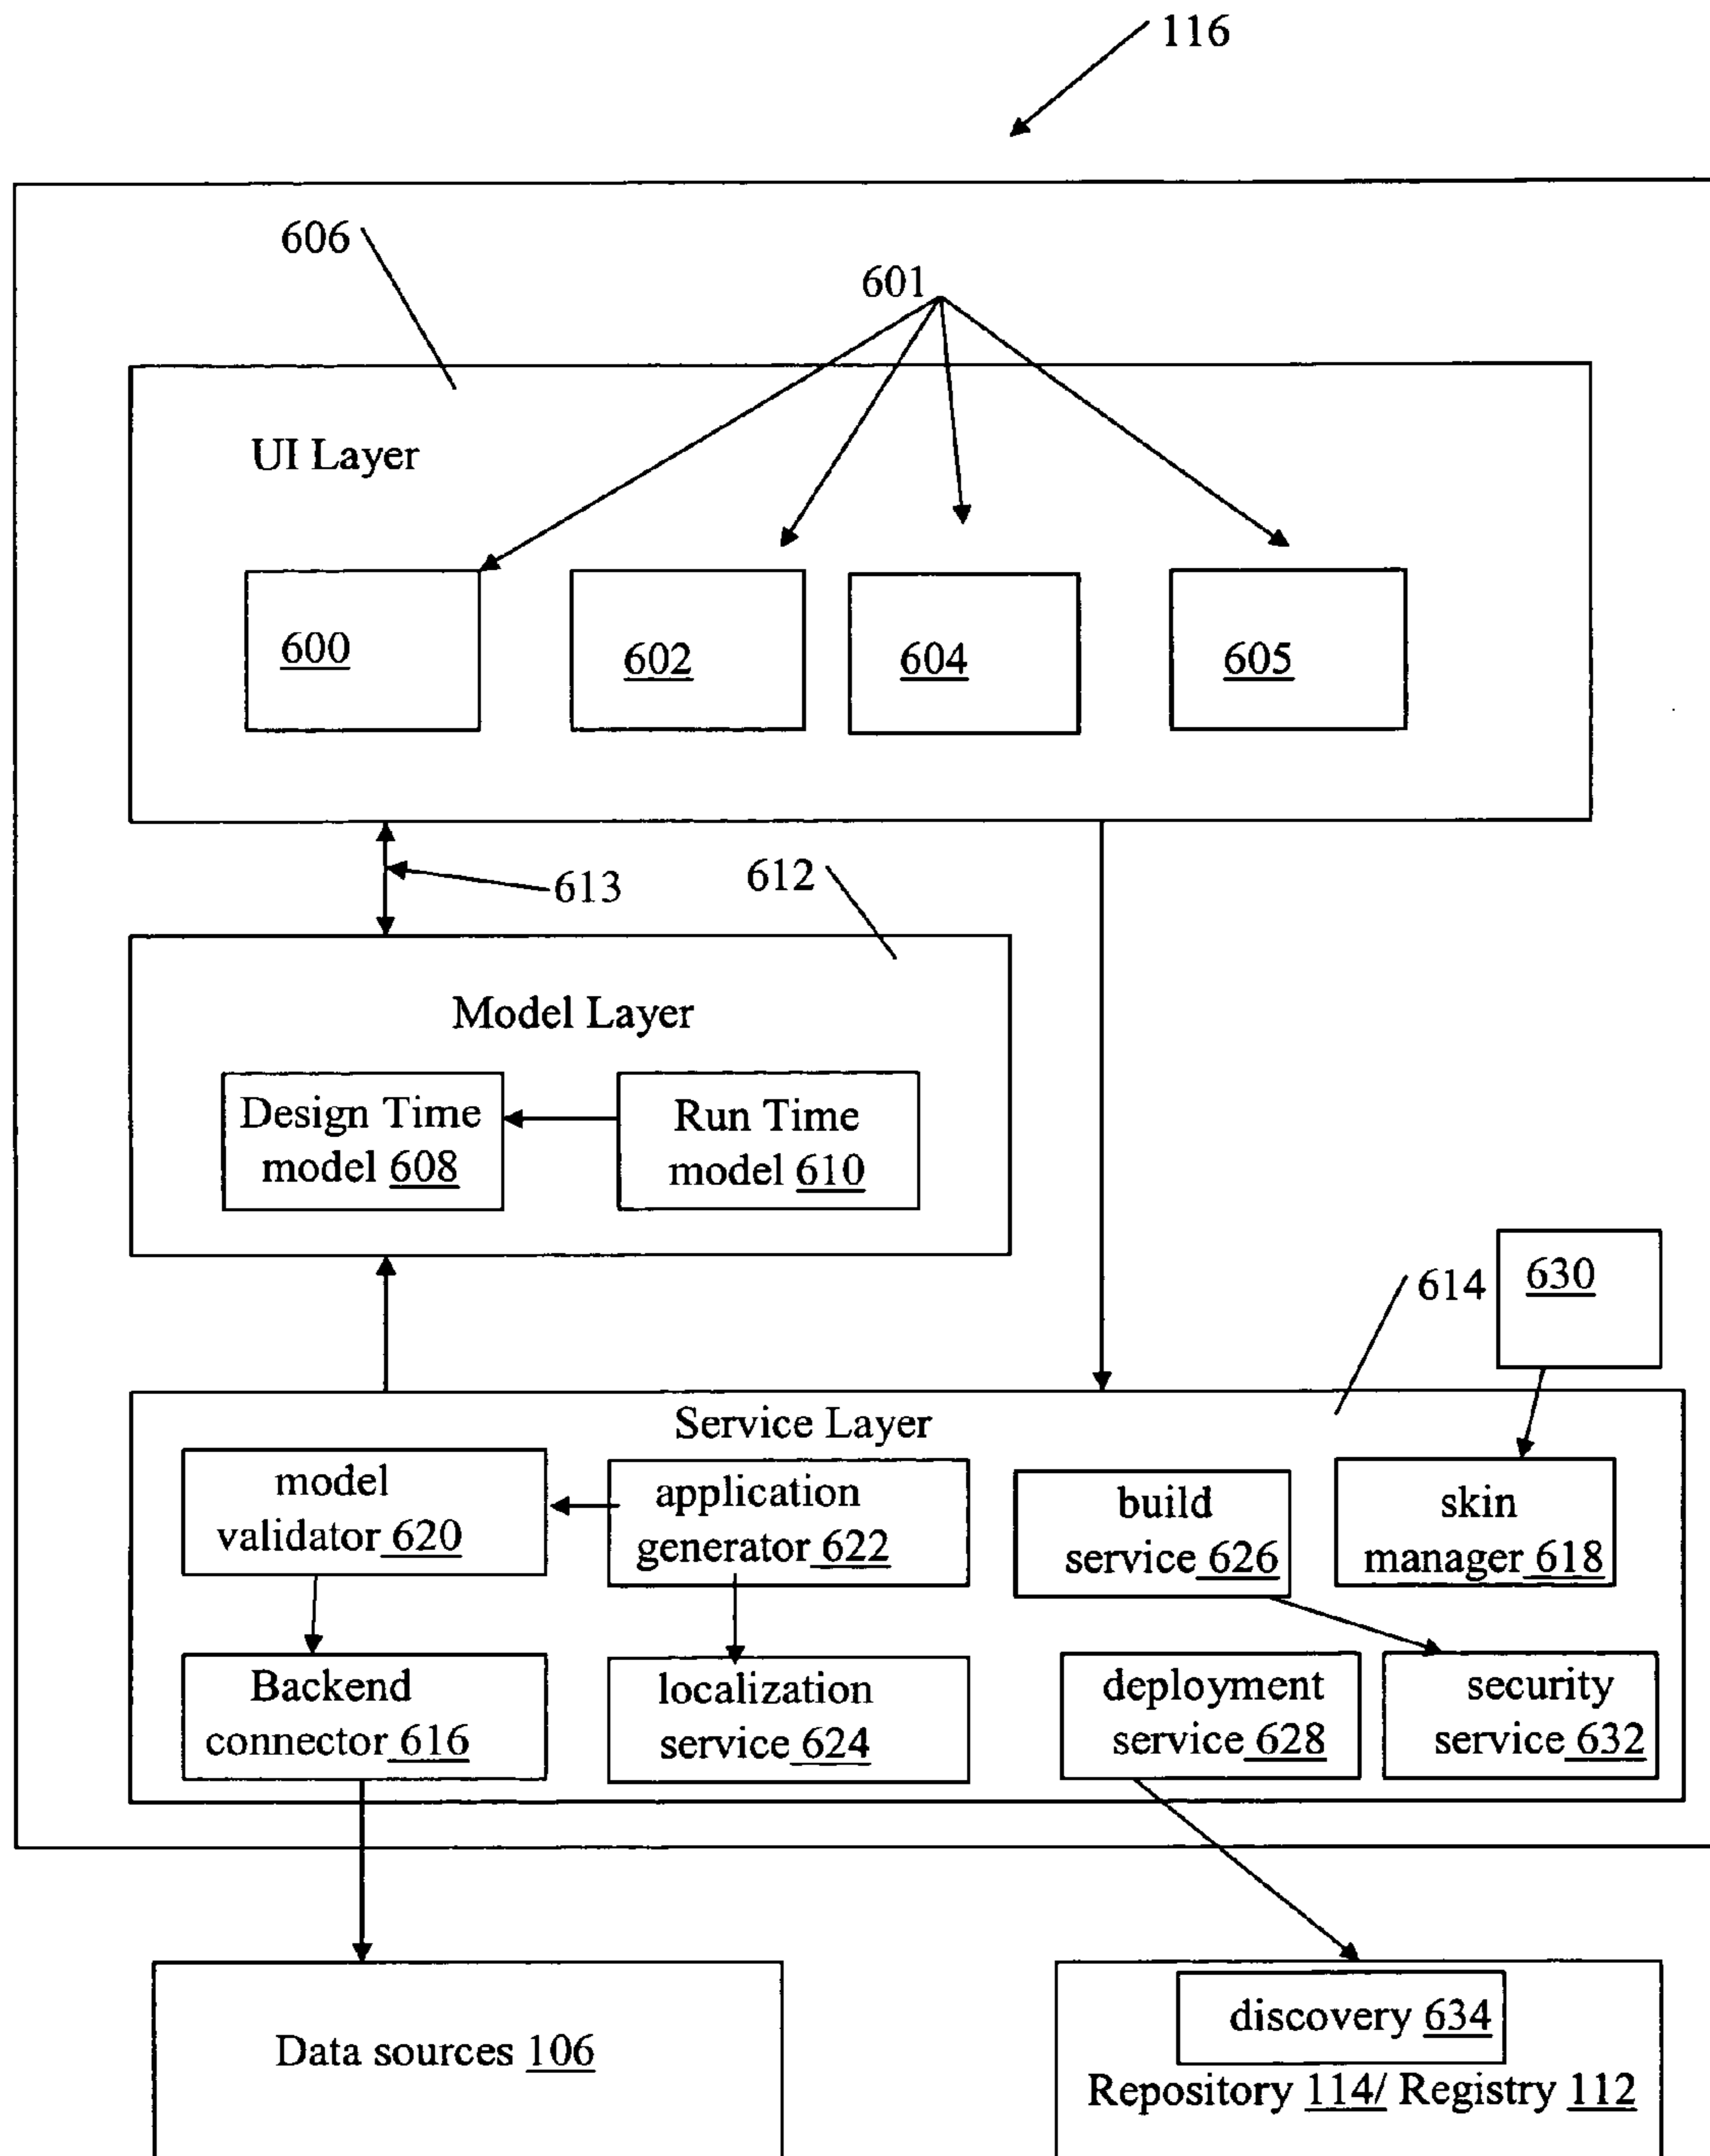 116
606
601
UI Layer
600
602
604
605
613
612
Model Layer
Design Time
model 608
Run Time
model 610
614
630
Service Layer
model
validator 620
application
generator 622
build
service 626
skin
manager 618
Backend
connector 616
localization
service 624
deployment
service 628
security
service 632
Data sources 106
discovery 634
Repository 114/ Registry 112